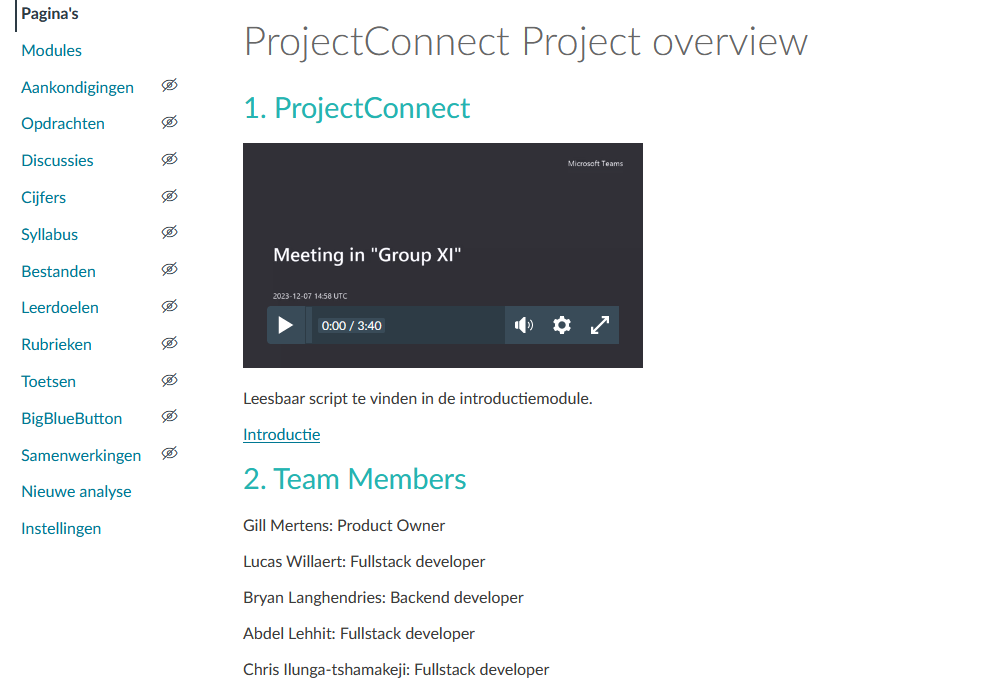 Pagina's
Modules
Aankondigingen
Opdrachten
Discussies
Cijfers
Syllabus
Bestanden
Leerdoelen
Rubrieken
Toetsen
BigBlueButton
Samenwerkingen
Nieuwe analyse
Instellingen
ProjectConnect Project overview
1. ProjectConnect
Microsoft Teams
Meeting in "Group XI"
2023-12-07 14:58 UTC
0:00 / 3:40
Leesbaar script te vinden in de introductiemodule.
Introductie
2. Team Members
Gill Mertens: Product Owner
Lucas Willaert: Fullstack developer
Bryan Langhendries: Backend developer
Abdel Lehhit: Fullstack developer
Chris Ilunga-tshamakeji: Fullstack developer